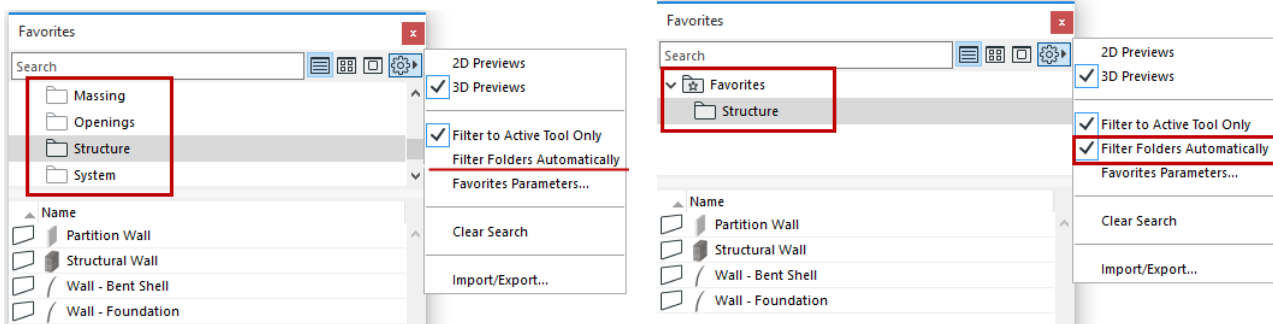 Favorites
x
Search
Massing
Openings
Structure
System
Name
Partition Wall
Structural Wall
Wall - Bent Shell
Wall - Foundation
2D Previews
3D Previews
Filter to Active Tool Only
Filter Folders Automatically
Favorites Parameters...
Clear Search
Import/Export...
Favorites
x
Search
Favorites
Structure
Name
Partition Wall
Structural Wall
Wall - Bent Shell
Wall - Foundation
2D Previews
3D Previews
Filter to Active Tool Only
Filter Folders Automatically
Favorites Parameters...
Clear Search
Import/Export...